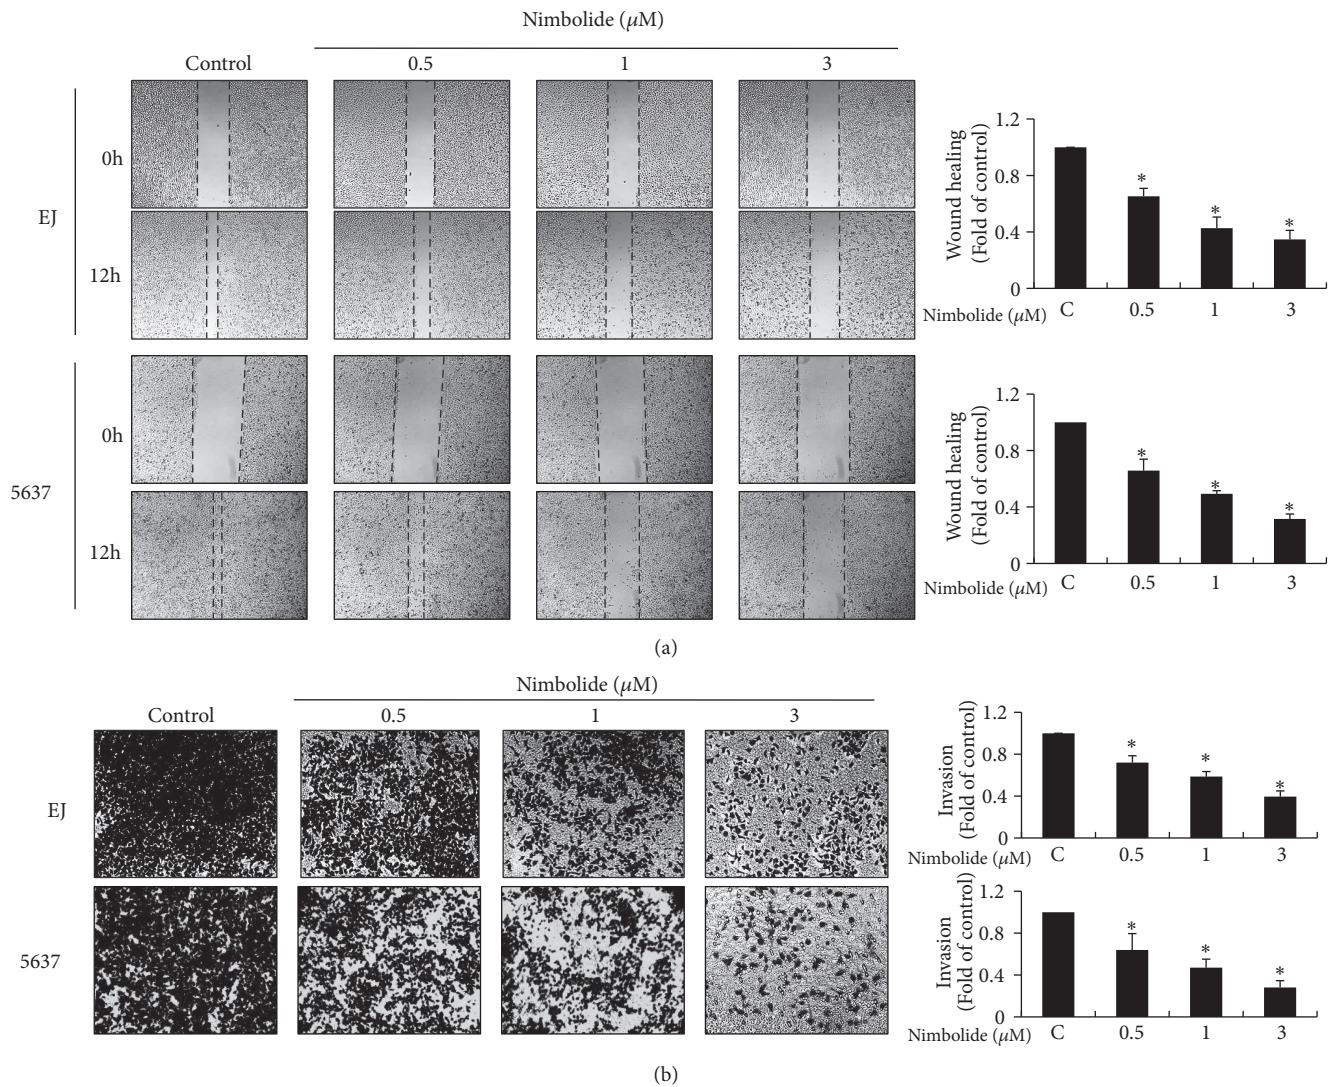 Nimbolide (μM)
Control 0.5 1 3
EJ
0h
12h
5637
0h
12h
Wound healing
(Fold of control)
1.2
0.8
0.4
0
* * *
Nimbolide (μM) C 0.5 1 3
Wound healing
(Fold of control)
1.2
0.8
0.4
0
* * *
Nimbolide (μM) C 0.5 1 3
(a)
Nimbolide (μM)
Control 0.5 1 3
EJ
5637
Invasion
(Fold of control)
1.2
0.8
0.4
0
* * *
Nimbolide (μM) C 0.5 1 3
Invasion
(Fold of control)
1.2
0.8
0.4
0
* * *
Nimbolide (μM) C 0.5 1 3
(b)